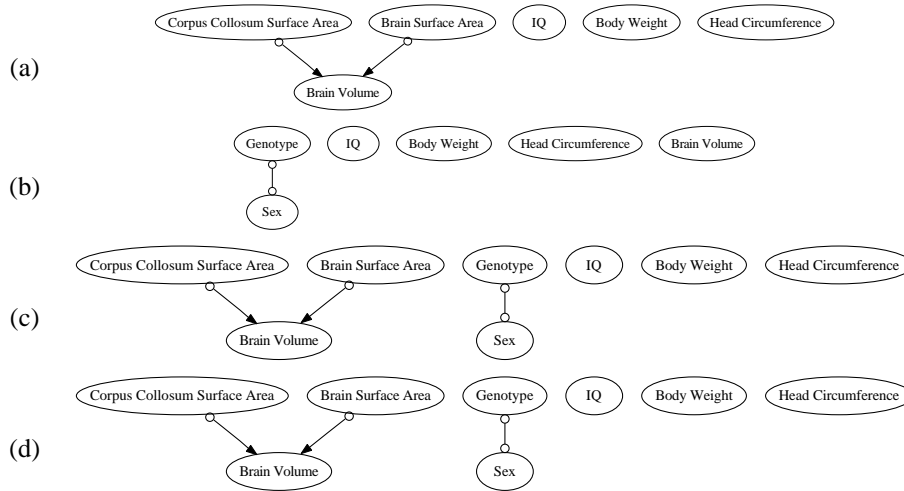 Corpus Collosum Surface Area Brain Surface Area IQ Body Weight Head Circumference
(a)
Brain Volume
Genotype IQ Body Weight Head Circumference Brain Volume
(b)
Sex
Corpus Collosum Surface Area Brain Surface Area Genotype IQ Body Weight Head Circumference
(c)
Brain Volume Sex
Corpus Collosum Surface Area Brain Surface Area Genotype IQ Body Weight Head Circumference
(d)
Brain Volume Sex